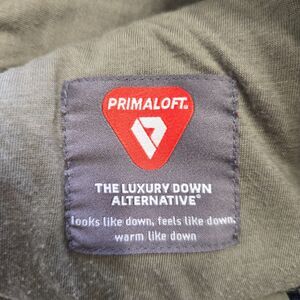 PRIMALOFT®
THE LUXURY DOWN
ALTERNATIVE®
looks like down, feels like down,
warm like down